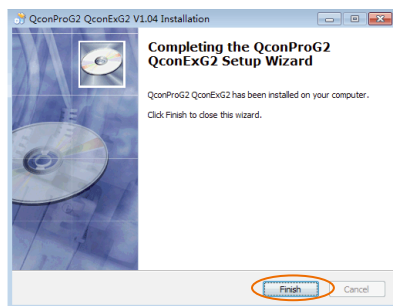 QconProG2 QconExG2 V1.04 Installation
Completing the QconProG2
QconExG2 Setup Wizard
QconProG2 QconExG2 has been installed on your computer.
Click Finish to close this wizard.
Finish
Cancel